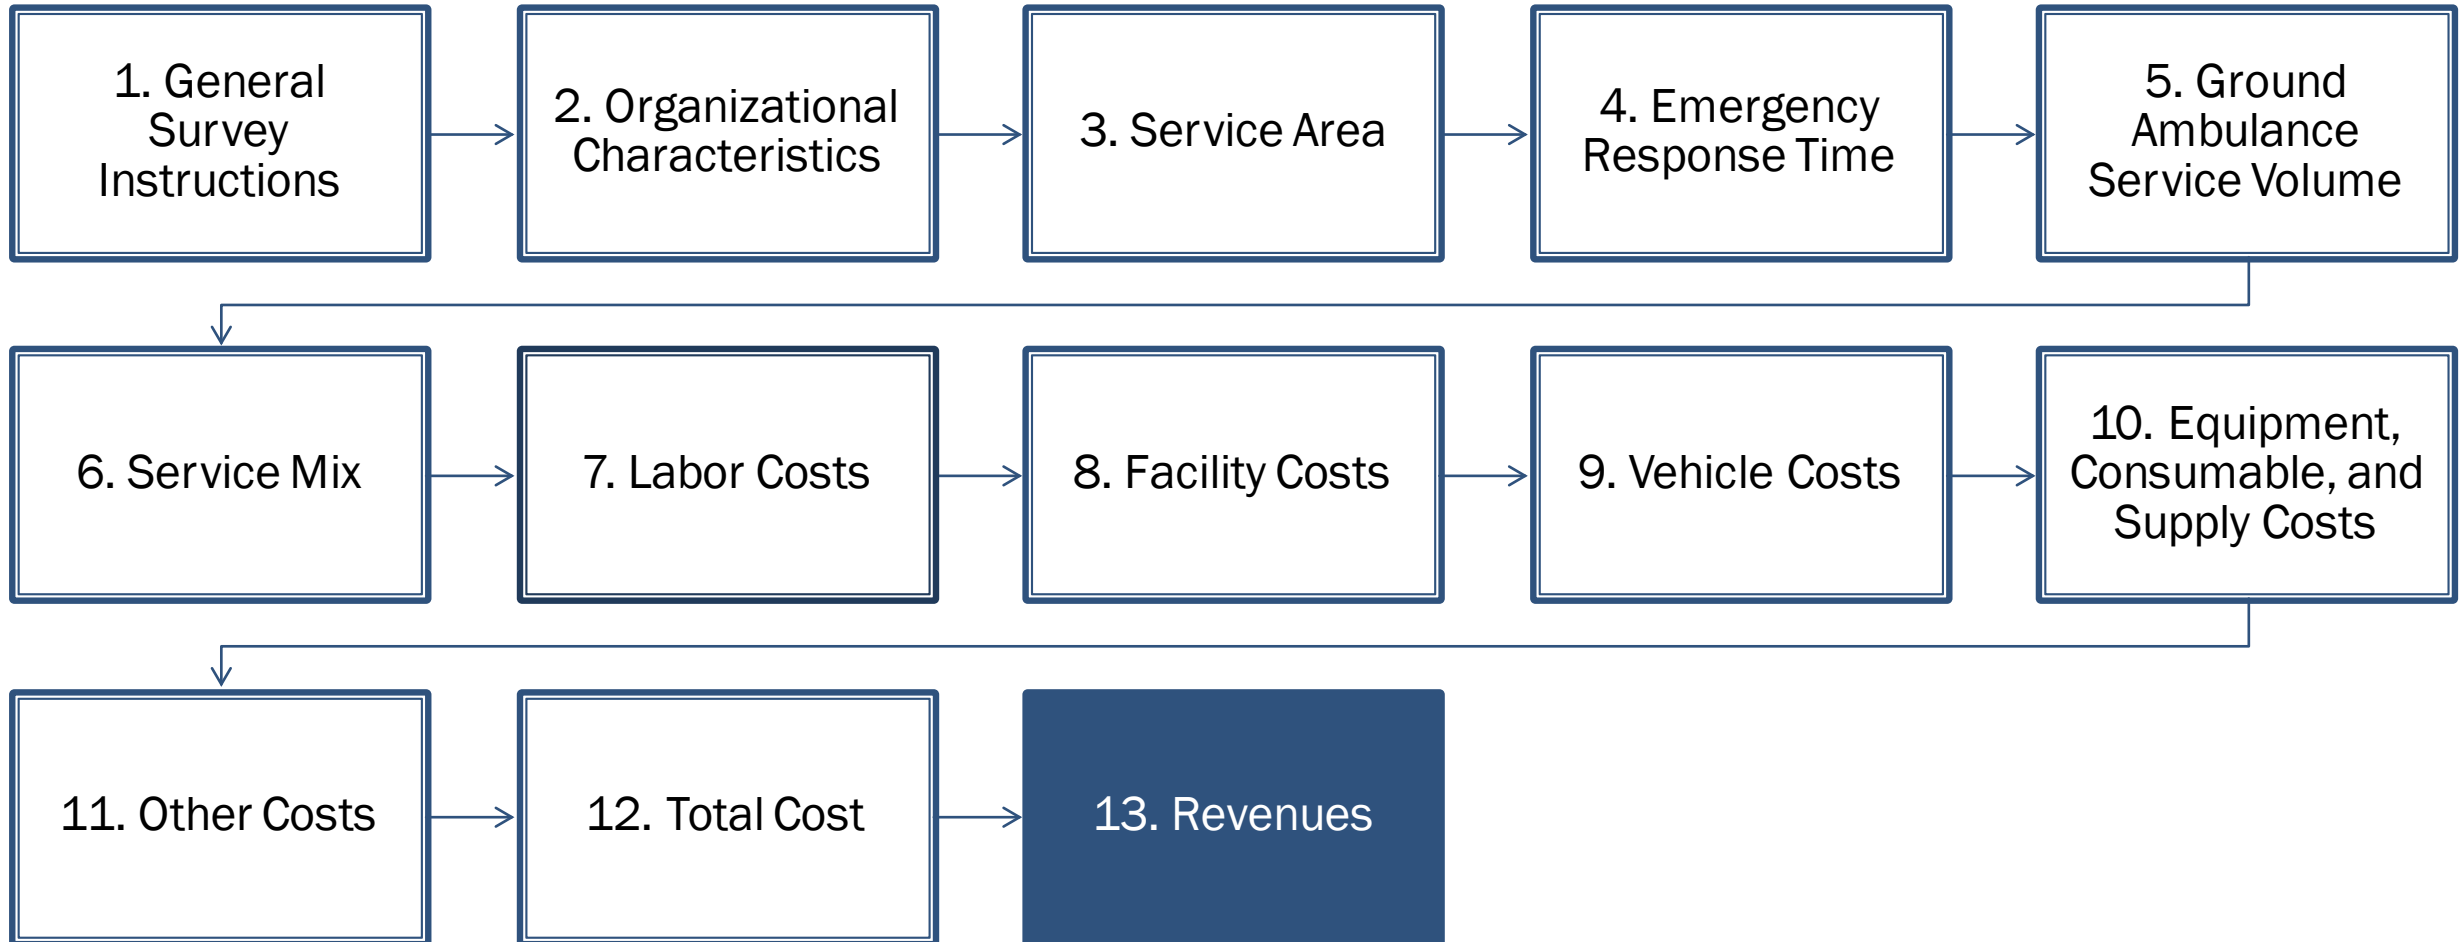 1. General
Survey
Instructions
2. Organizational
Characteristics
3. Service Area
4. Emergency
Response Time
5. Ground
Ambulance
Service Volume
6. Service Mix
7. Labor Costs
8. Facility Costs
9. Vehicle Costs
10. Equipment,
Consumable, and
Supply Costs
11. Other Costs
12. Total Cost
13. Revenues